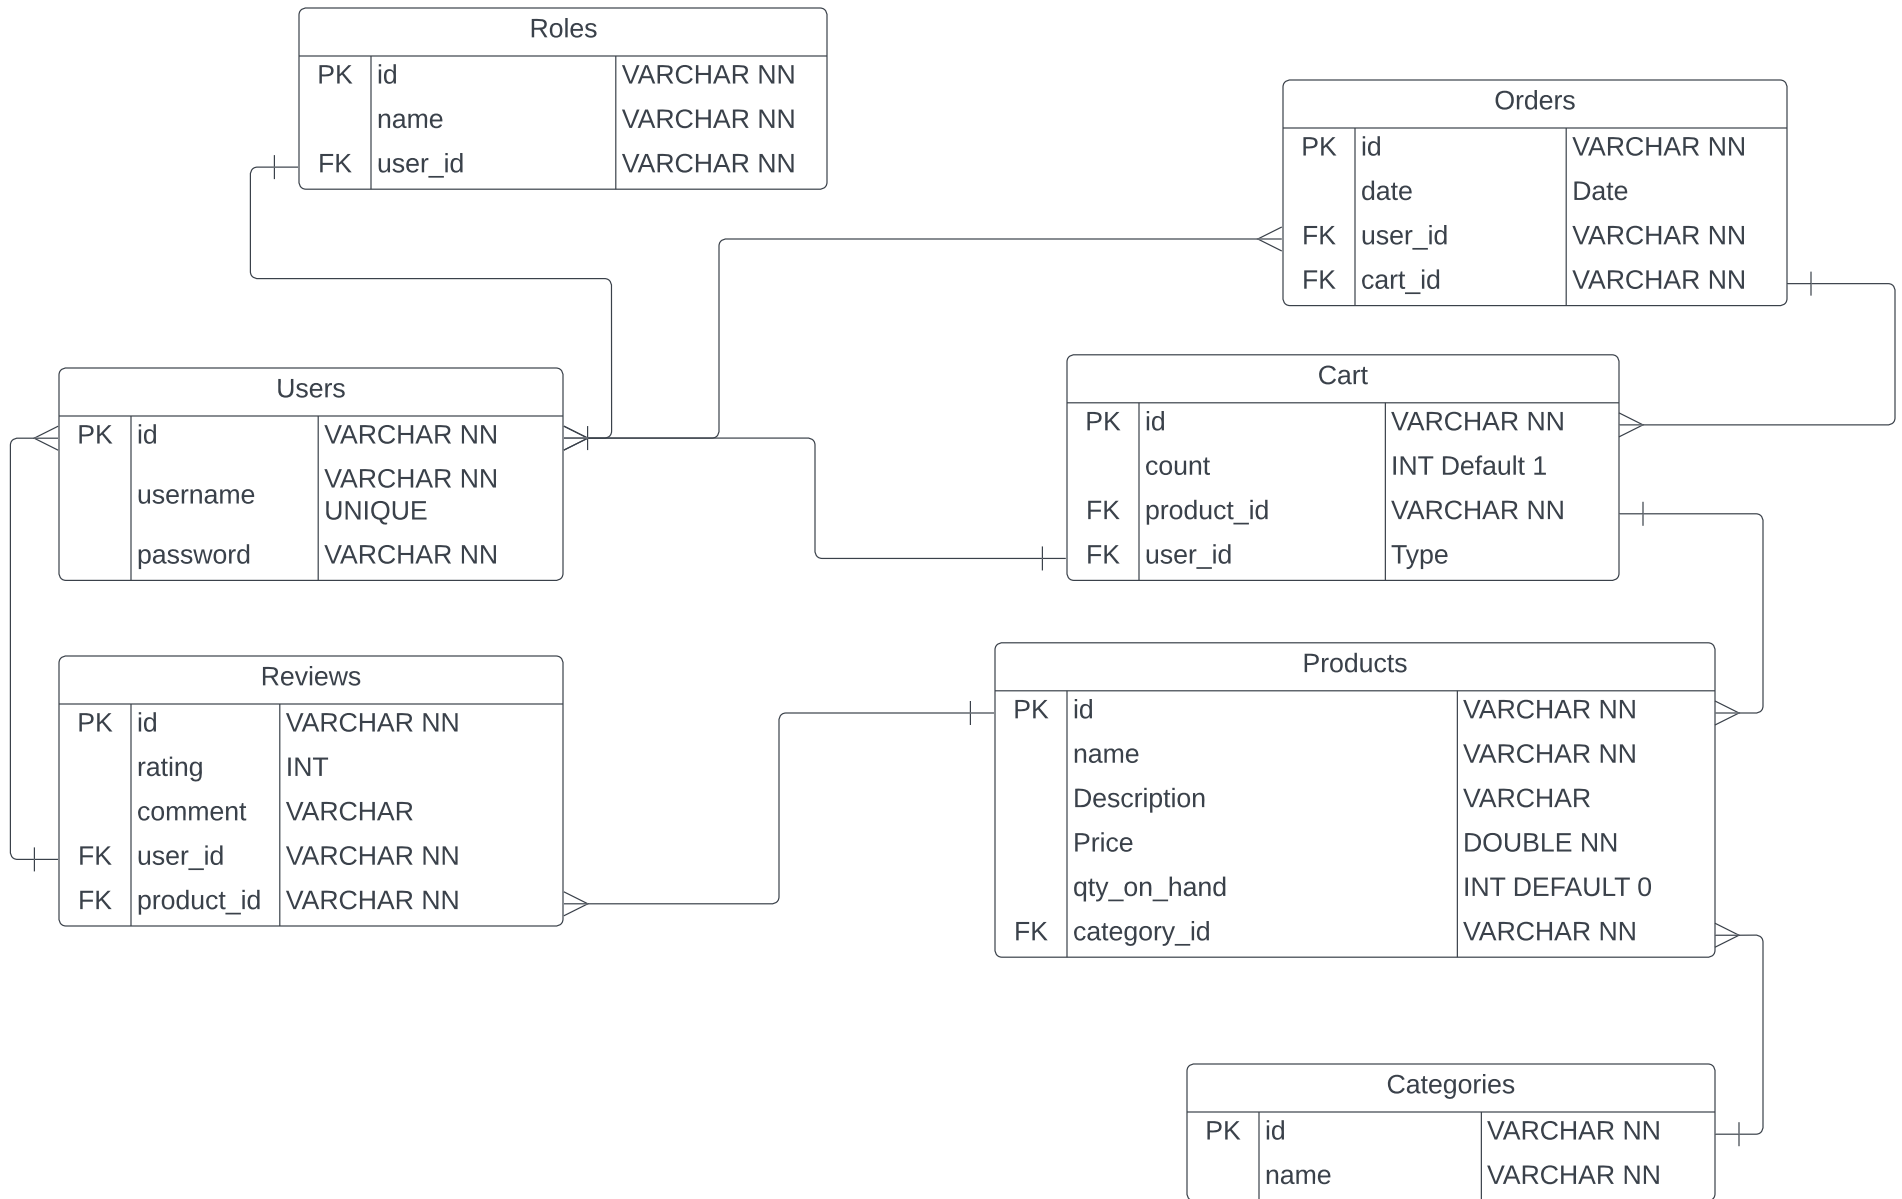 Roles
PK id VARCHAR NN
name VARCHAR NN
FK user_id VARCHAR NN
Orders
PK id VARCHAR NN
date Date
FK user_id VARCHAR NN
FK cart_id VARCHAR NN
Users
PK id VARCHAR NN
username VARCHAR NN
UNIQUE
password VARCHAR NN
Cart
PK id VARCHAR NN
count INT Default 1
FK product_id VARCHAR NN
FK user_id Type
Reviews
PK id VARCHAR NN
rating INT
comment VARCHAR
FK user_id VARCHAR NN
FK product_id VARCHAR NN
Products
PK id VARCHAR NN
name VARCHAR NN
Description VARCHAR
Price DOUBLE NN
qty_on_hand INT DEFAULT 0
FK category_id VARCHAR NN
Categories
PK id VARCHAR NN
name VARCHAR NN